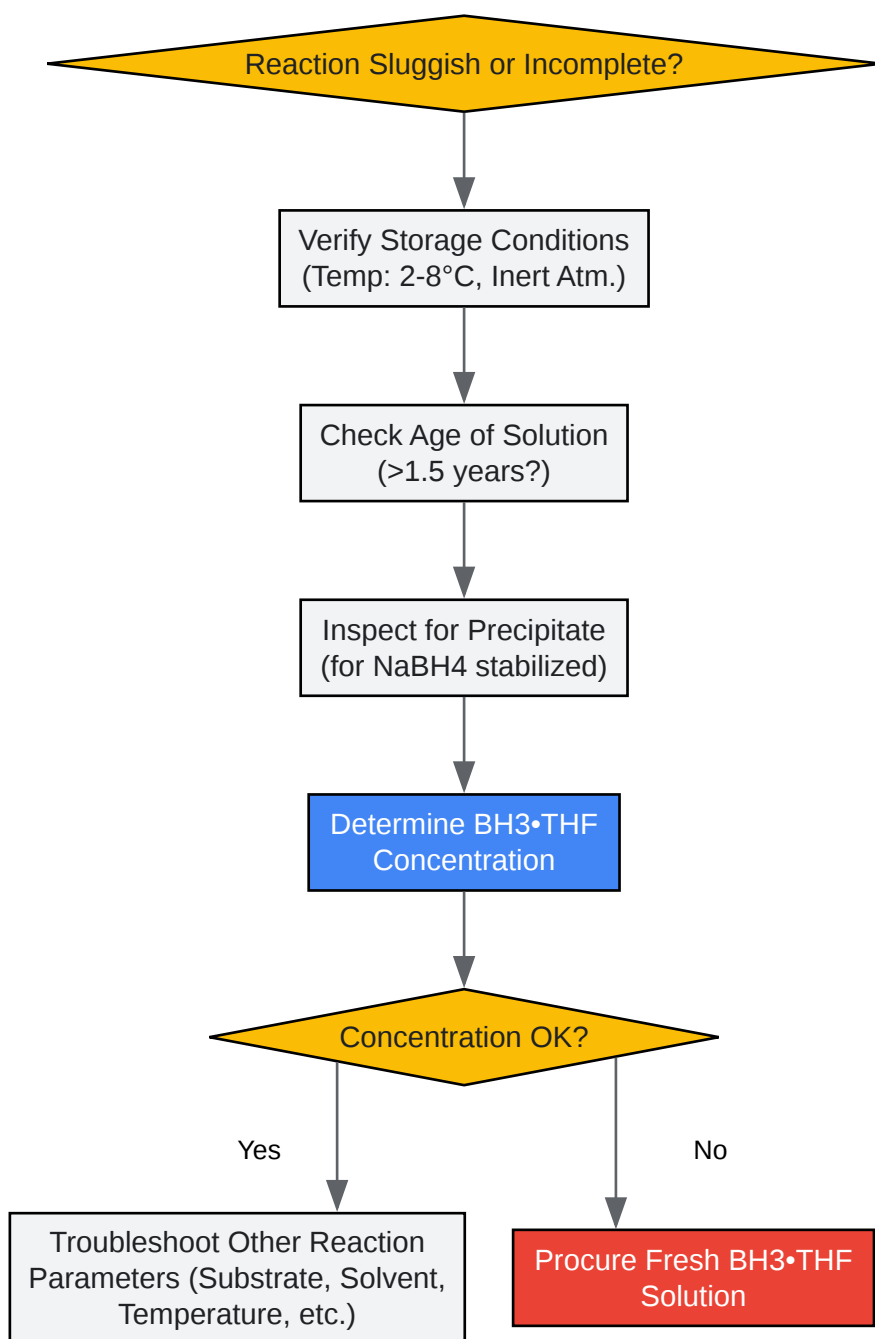 Reaction Sluggish or Incomplete?
Verify Storage Conditions
(Temp: 2-8°C, Inert Atm.)
Check Age of Solution
(>1.5 years?)
Inspect for Precipitate
(for NaBH4 stabilized)
Determine BH3•THF
Concentration
Concentration OK?
Yes
No
Troubleshoot Other Reaction
Parameters (Substrate, Solvent,
Temperature, etc.)
Procure Fresh BH3•THF
Solution